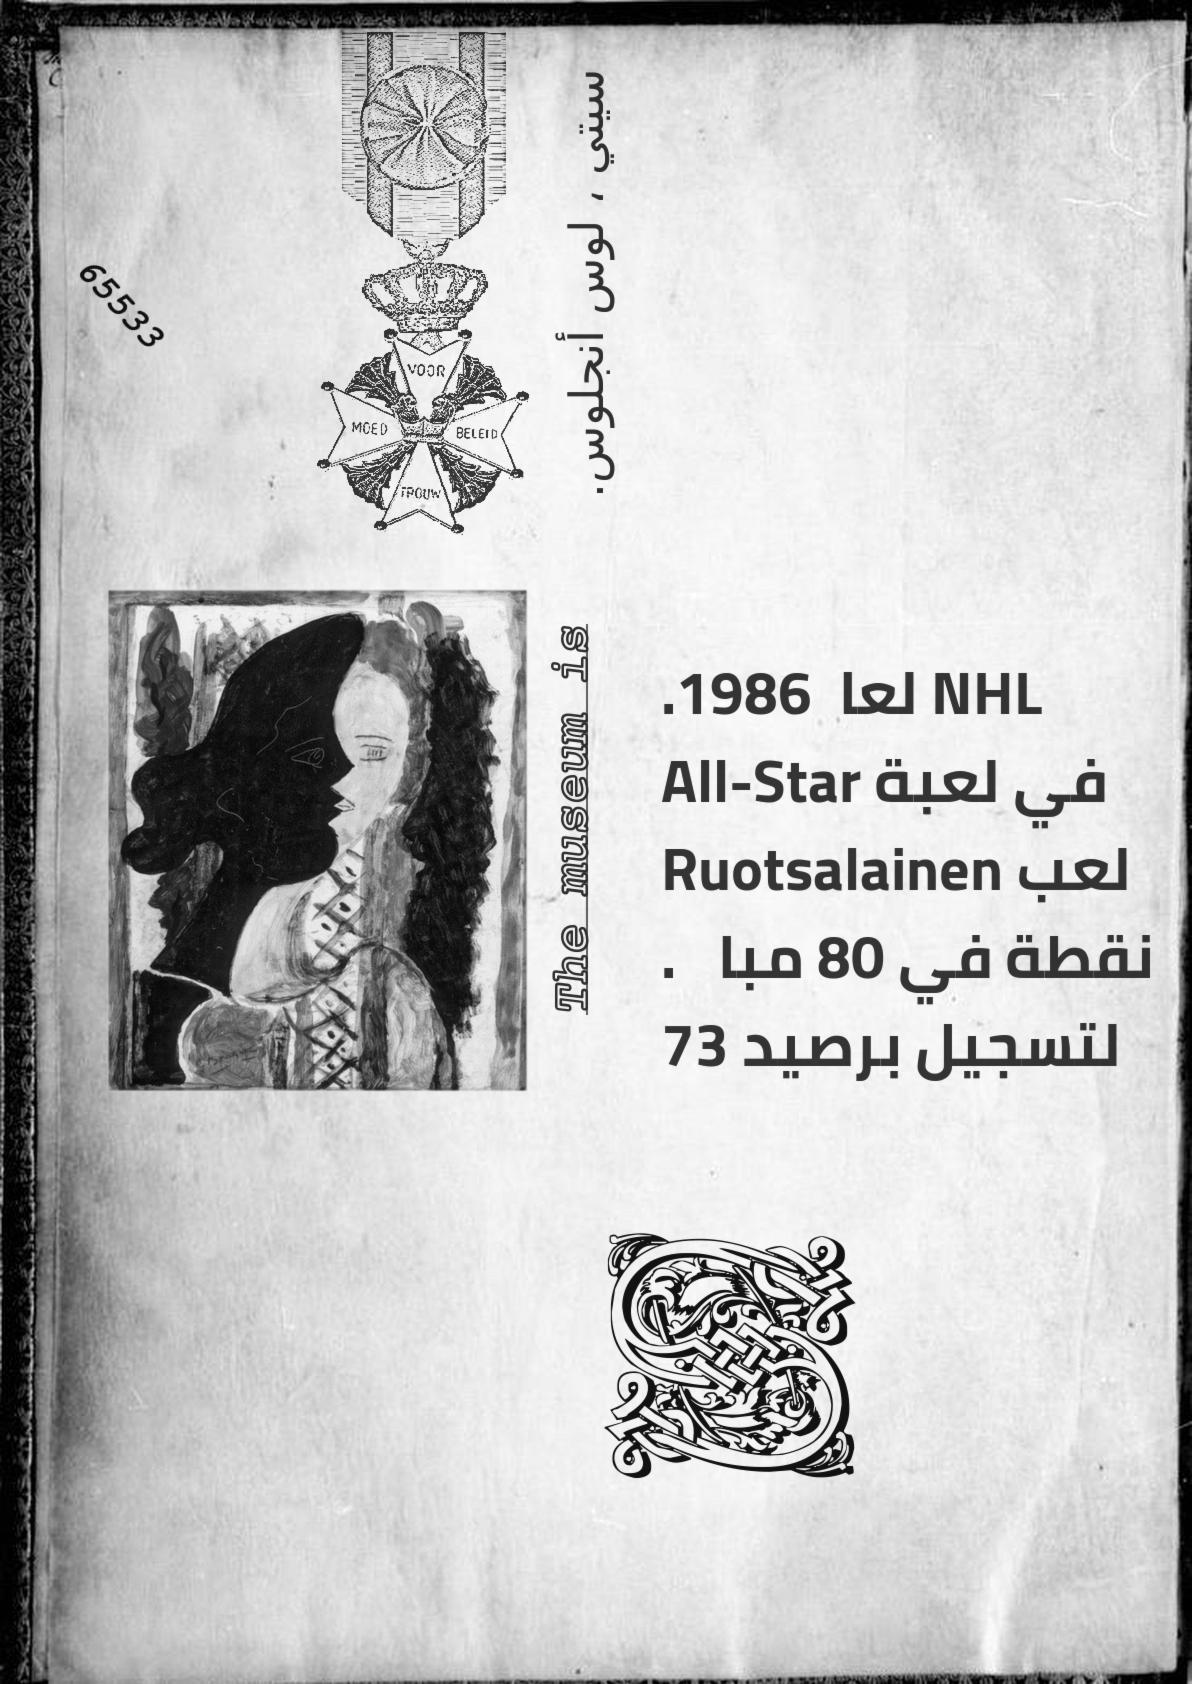 65533
VOOR
MOED BELEID
TROUW
سيتي ، لوس أنجلوس.
The museum is
NHL لعا 1986.
في لعبة All-Star
لعب Ruotsalainen
نقطة في 80 مبا .
لتسجيل برصيد 73
S